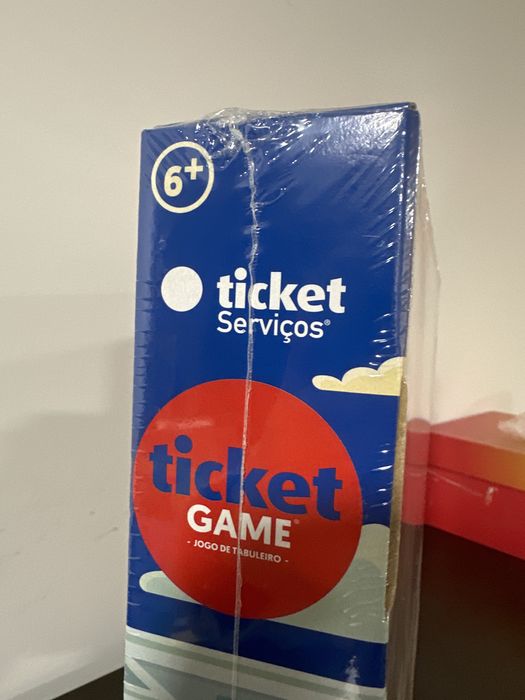 6+
ticket
Serviços®
ticket
GAME®
- JOGO DE TABULEIRO -